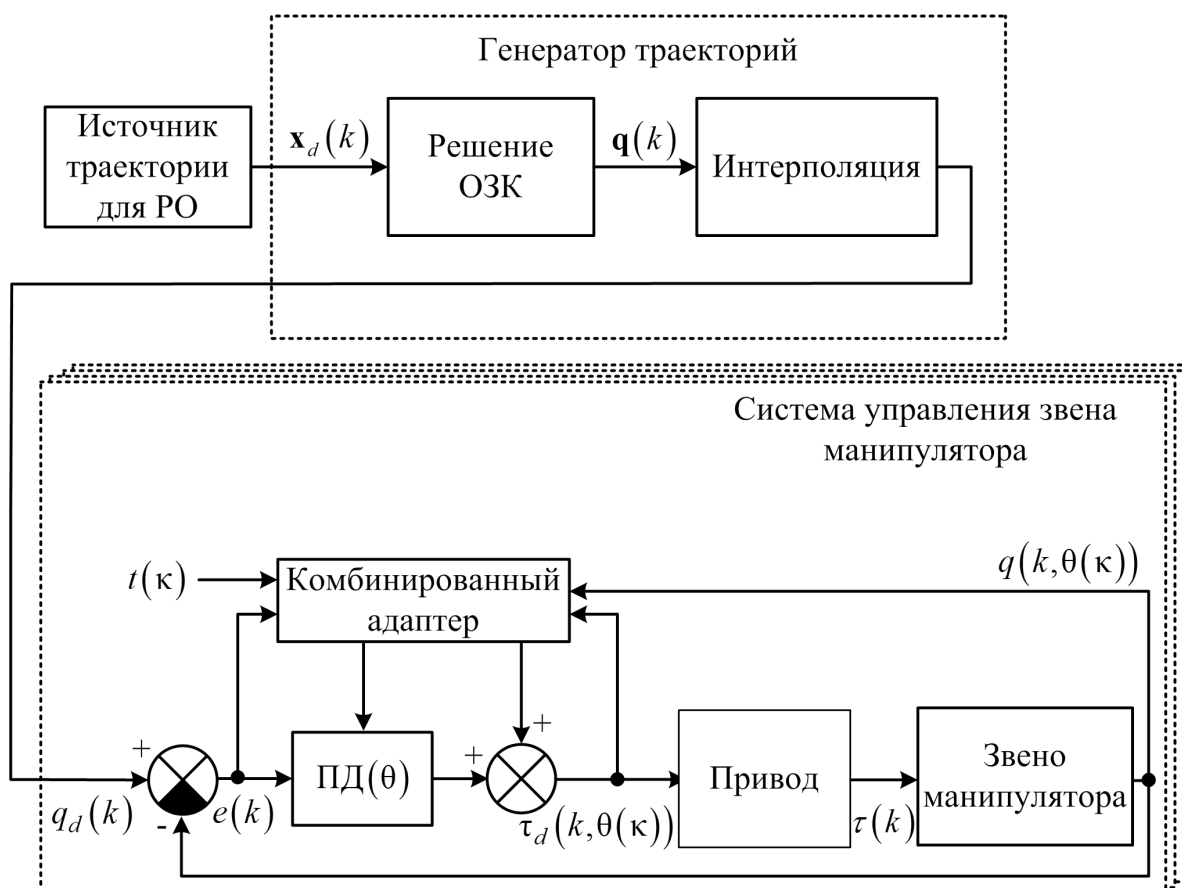 Генератор траекторий
Источник
траектории
для РО
x_d(k)
Решение
ОЗК
q(k)
Интерполяция
Система управления звена
манипулятора
t(κ)
Комбинированный
адаптер
q(k,θ(κ))
+
ПД(θ)
+
+
Привод
Звено
манипулятора
q_d(k)
-
e(k)
τ_d(k,θ(κ))
τ(k)